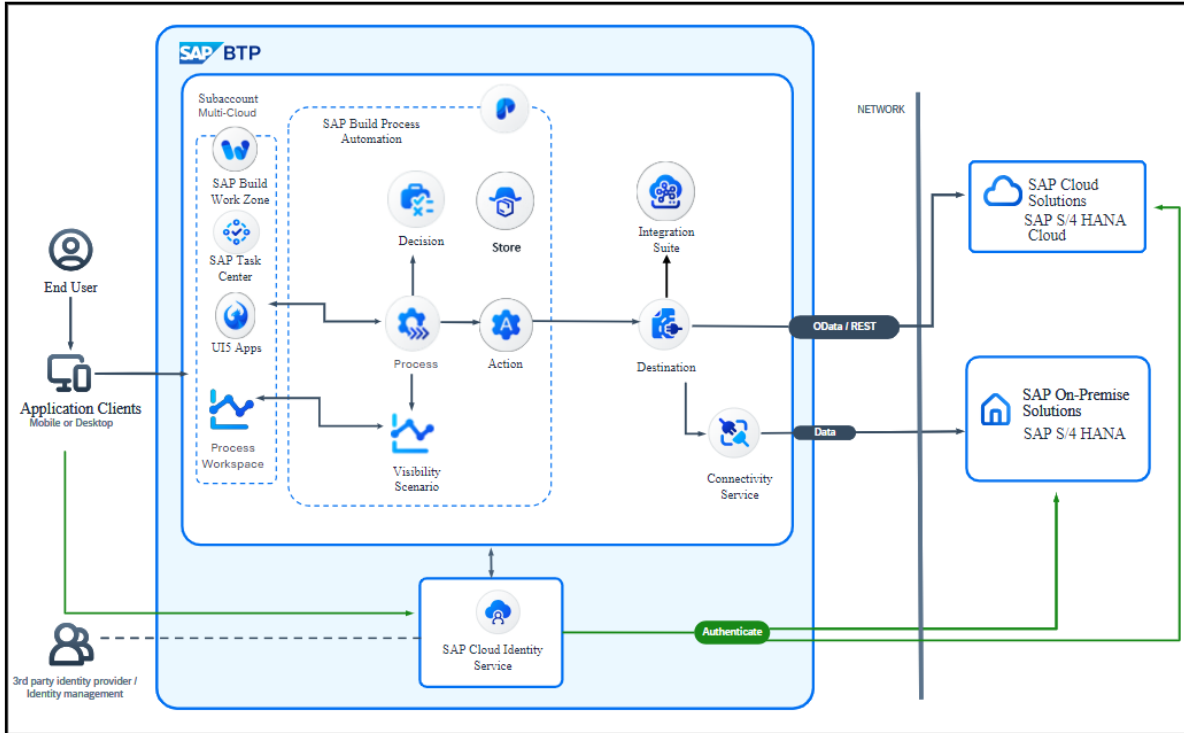 SAP BTP
Subaccount
Multi-Cloud
SAP Build
Work Zone
SAP Task
Center
UI5 Apps
Process
Workspace
SAP Build Process
Automation
Decision
Store
Process
Action
Visibility
Scenario
Integration
Suite
Destination
Connectivity
Service
NETWORK
OData / REST
Data
SAP Cloud
Solutions
SAP S/4 HANA
Cloud
SAP On-Premise
Solutions
SAP S/4 HANA
End User
Application Clients
Mobile or Desktop
SAP Cloud Identity
Service
Authenticate
3rd party identity provider /
Identity management